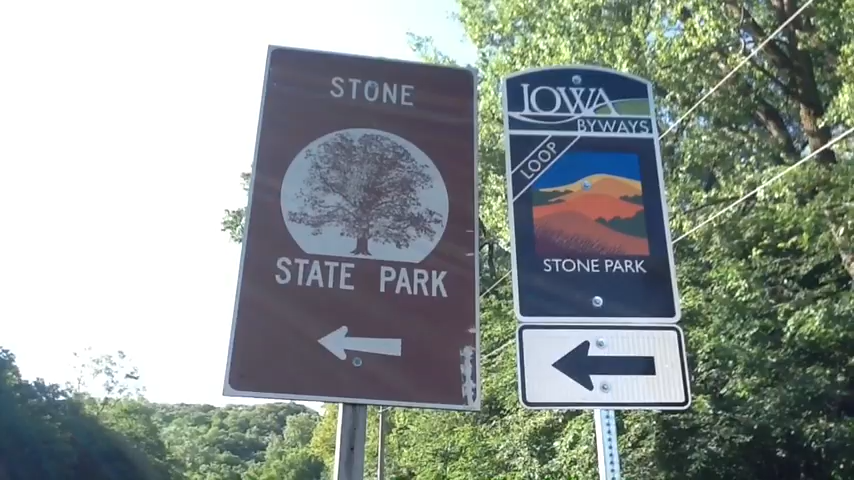 STONE
STATE PARK
IOWA
BYWAYS
LOOP
STONE PARK